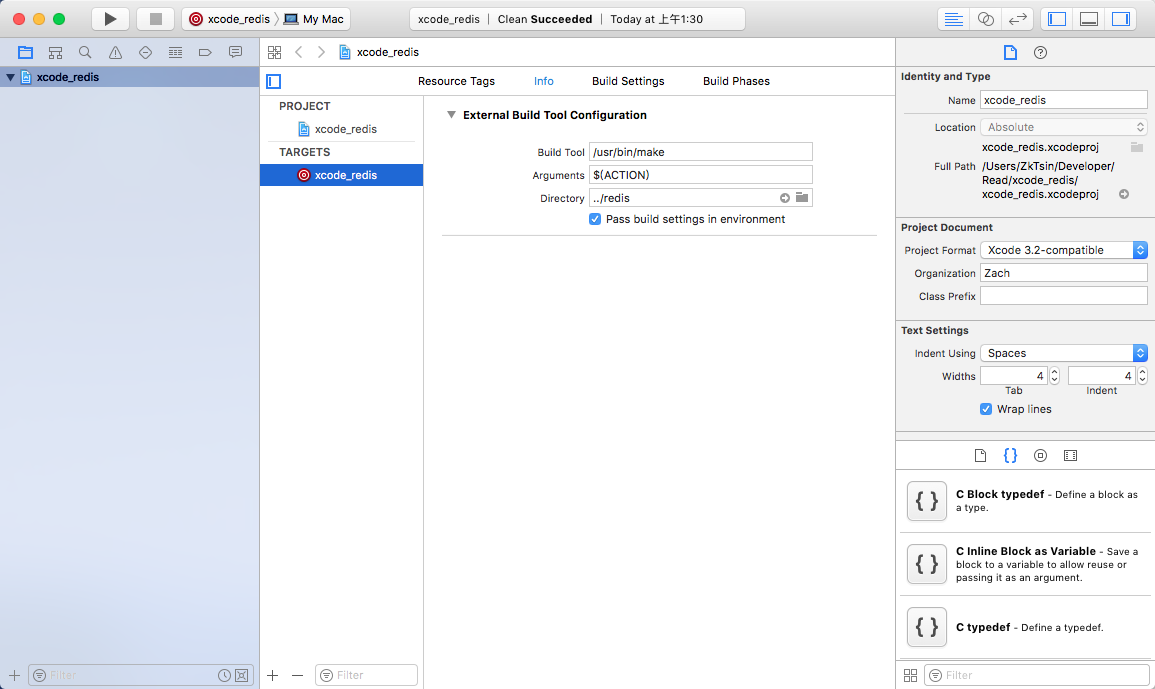 xcode_redis
My Mac
xcode_redis | Clean Succeeded | Today at 上午1:30
xcode_redis
xcode_redis
Resource Tags
Info
Build Settings
Build Phases
PROJECT
xcode_redis
TARGETS
xcode_redis
External Build Tool Configuration
Build Tool /usr/bin/make
Arguments $(ACTION)
Directory ../redis
Pass build settings in environment
Filter
Filter
Identity and Type
Name xcode_redis
Location Absolute
xcode_redis.xcodeproj
Full Path /Users/ZkTsin/Developer/
Read/xcode_redis/
xcode_redis.xcodeproj
Project Document
Project Format Xcode 3.2-compatible
Organization Zach
Class Prefix
Text Settings
Indent Using Spaces
Widths 4 4
Tab Indent
Wrap lines
C Block typedef - Define a block as
a type.
C Inline Block as Variable - Save a
block to a variable to allow reuse or
passing it as an argument.
C typedef - Define a typedef.
Filter